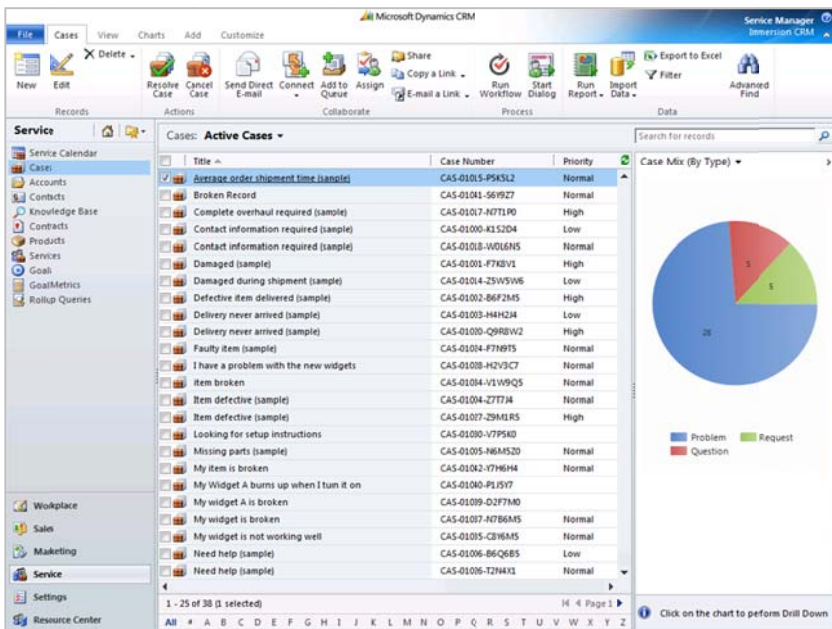 Microsoft Dynamics CRM
Service Manager
Immersion CRM
File Cases View Charts Add Customize
New
Edit
Delete
Records
Resolve Case
Cancel Case
Actions
Send Direct E-mail
Connect
Add to Queue
Assign
Share
Copy a Link
E-mail a Link
Collaborate
Run Workflow
Start Dialog
Process
Run Report
Import Data
Export to Excel
Filter
Advanced Find
Data
Service
Service Calendar
Cases
Accounts
Contacts
Knowledge Base
Contracts
Products
Services
Goals
Goal Metrics
Rollup Queries
Workplace
Sales
Marketing
Service
Settings
Resource Center
Cases: Active Cases
Search for records
Title Case Number Priority
Average order shipment time (sample) CAS-01015-P5K5L2 Normal
Broken Record CAS-01041-S6Y9Z7 Normal
Complete overhaul required (sample) CAS-01017-N7T1P0 High
Contact information required (sample) CAS-01000-K1S2D4 Low
Contact information required (sample) CAS-01018-W0L6N5 Normal
Damaged (sample) CAS-01001-F7K8V1 High
Damaged during shipment (sample) CAS-01014-Z5W5W6 Low
Defective item delivered (sample) CAS-01002-B6F2M5 High
Delivery never arrived (sample) CAS-01003-H4H2J4 Low
Delivery never arrived (sample) CAS-01020-Q9R8W2 High
Faulty item (sample) CAS-01024-F7N9T5 Normal
I have a problem with the new widgets CAS-01028-H2V3C7 Normal
item broken CAS-01034-V1W9Q5 Normal
Item defective (sample) CAS-01004-Z7T7J4 Normal
Item defective (sample) CAS-01027-Z9M1R5 High
Looking for setup instructions CAS-01030-V7P5K0
Missing parts (sample) CAS-01005-N6M5Z0 Normal
My item is broken CAS-01042-Y7H6H4 Normal
My Widget A burns up when I turn it on CAS-01040-P1J5Y7
My widget A is broken CAS-01039-D2F7M0
My widget is broken CAS-01037-N7B6M5 Normal
My widget is not working well CAS-01035-C8Y6M5 Normal
Need help (sample) CAS-01006-B6Q6B5 Low
Need help (sample) CAS-01026-T2N4X1 Normal
1 - 25 of 38 (1 selected) Page 1
All # A B C D E F G H I J K L M N O P Q R S T U V W X Y Z
Case Mix (By Type)
5
5
28
Problem Request
Question
Click on the chart to peform Drill Down